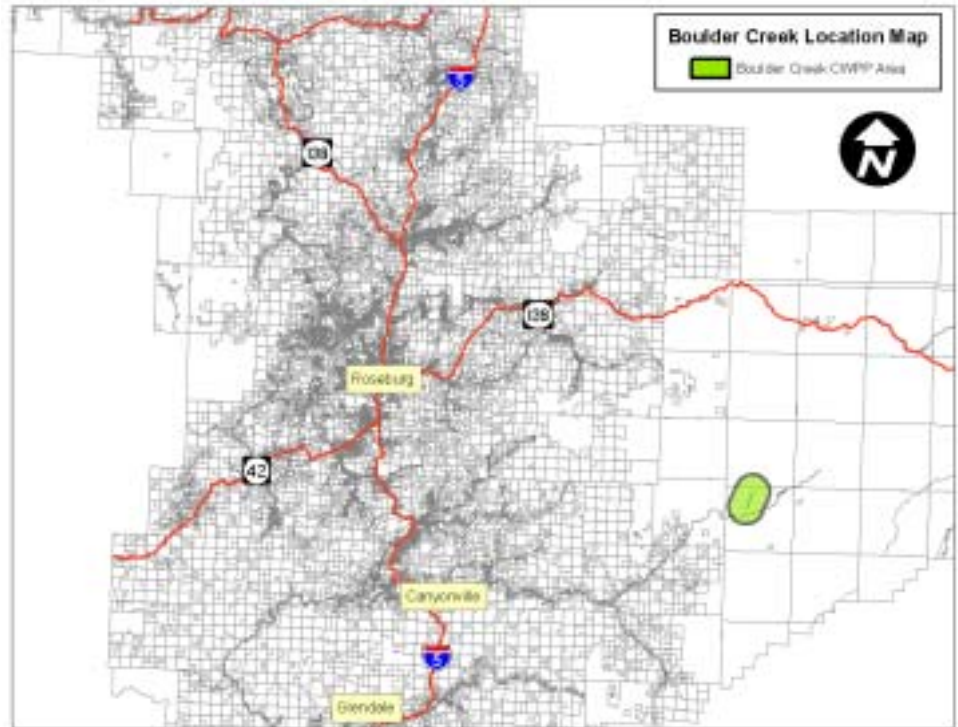 Boulder Creek Location Map
Boulder Creek CWPP Area
N
5
138
138
Roseburg
42
Canyonville
5
Glendale